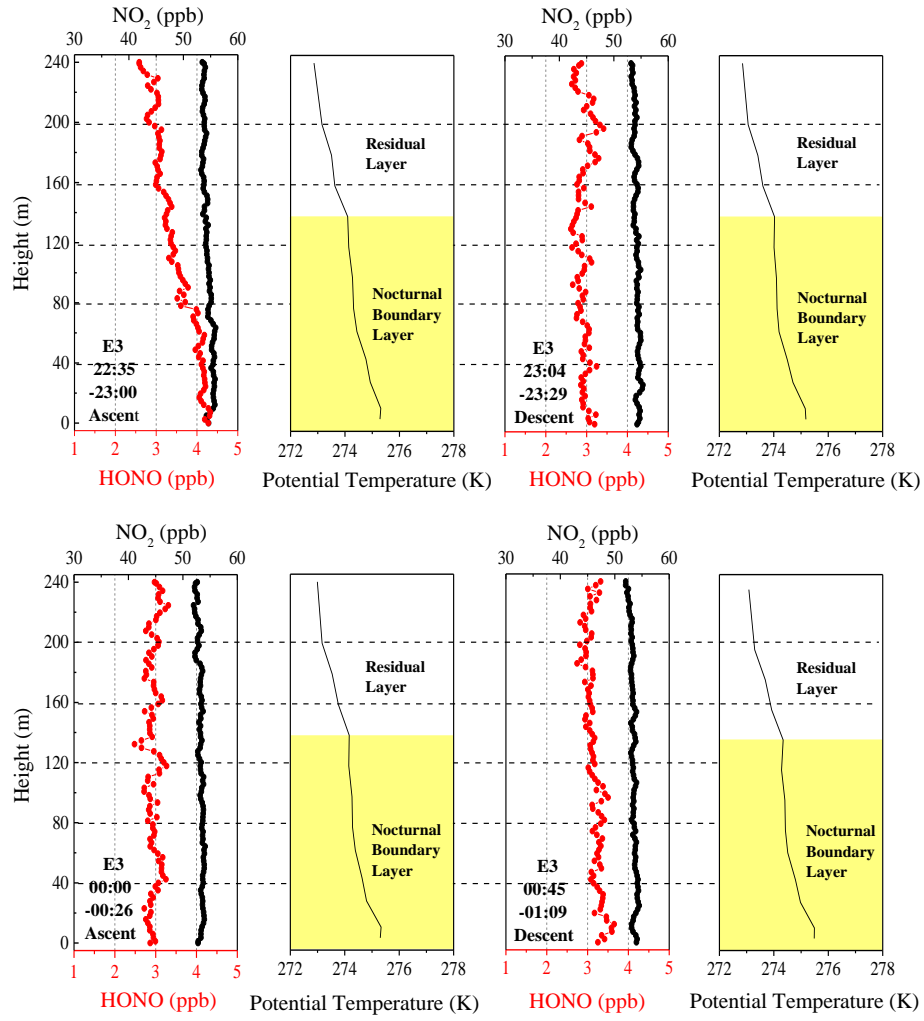 NO2 (ppb)
30 40 50 60
NO2 (ppb)
30 40 50 60
240
200
160
120
80
40
0
Height (m)
E3
22:35
-23:00
Ascent
Residual
Layer
Nocturnal
Boundary
Layer
E3
23:04
-23:29
Descent
Residual
Layer
Nocturnal
Boundary
Layer
1 2 3 4 5
HONO (ppb)
272 274 276 278
Potential Temperature (K)
1 2 3 4 5
HONO (ppb)
272 274 276 278
Potential Temperature (K)
NO2 (ppb)
30 40 50 60
NO2 (ppb)
30 40 50 60
240
200
160
120
80
40
0
Height (m)
E3
00:00
-00:26
Ascent
Residual
Layer
Nocturnal
Boundary
Layer
E3
00:45
-01:09
Descent
Residual
Layer
Nocturnal
Boundary
Layer
1 2 3 4 5
HONO (ppb)
272 274 276 278
Potential Temperature (K)
1 2 3 4 5
HONO (ppb)
272 274 276 278
Potential Temperature (K)